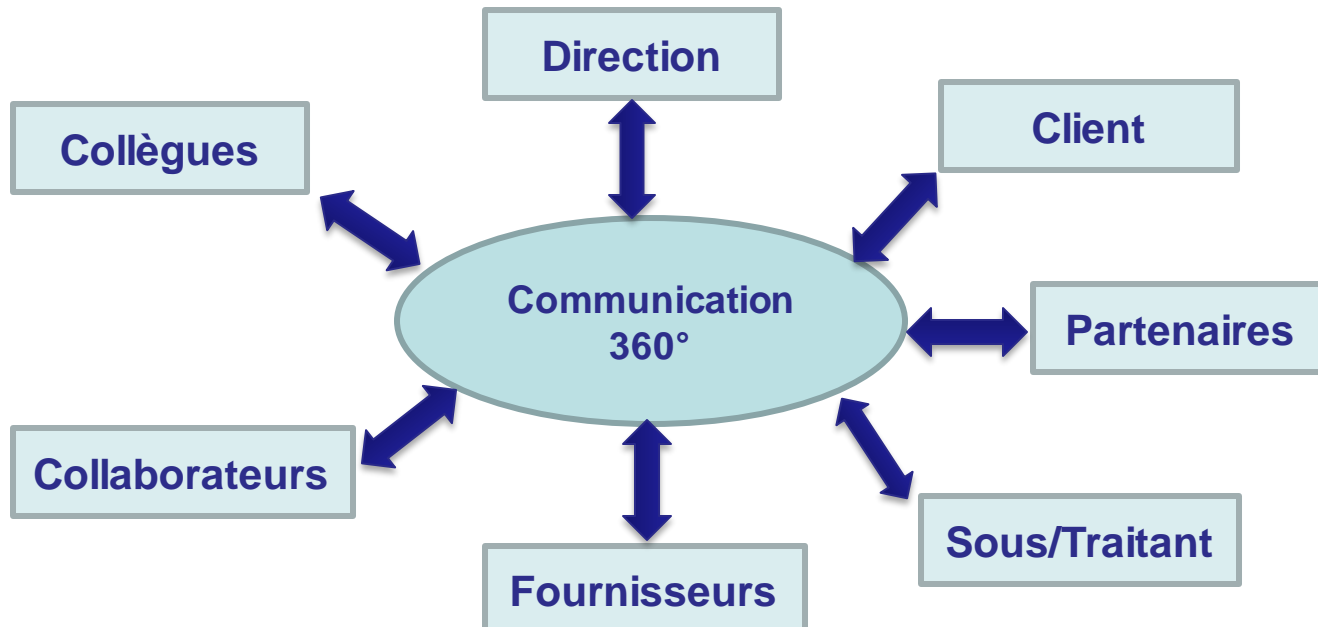 Direction
Collègues
Client
Communication
360°
Partenaires
Collaborateurs
Sous/Traitant
Fournisseurs